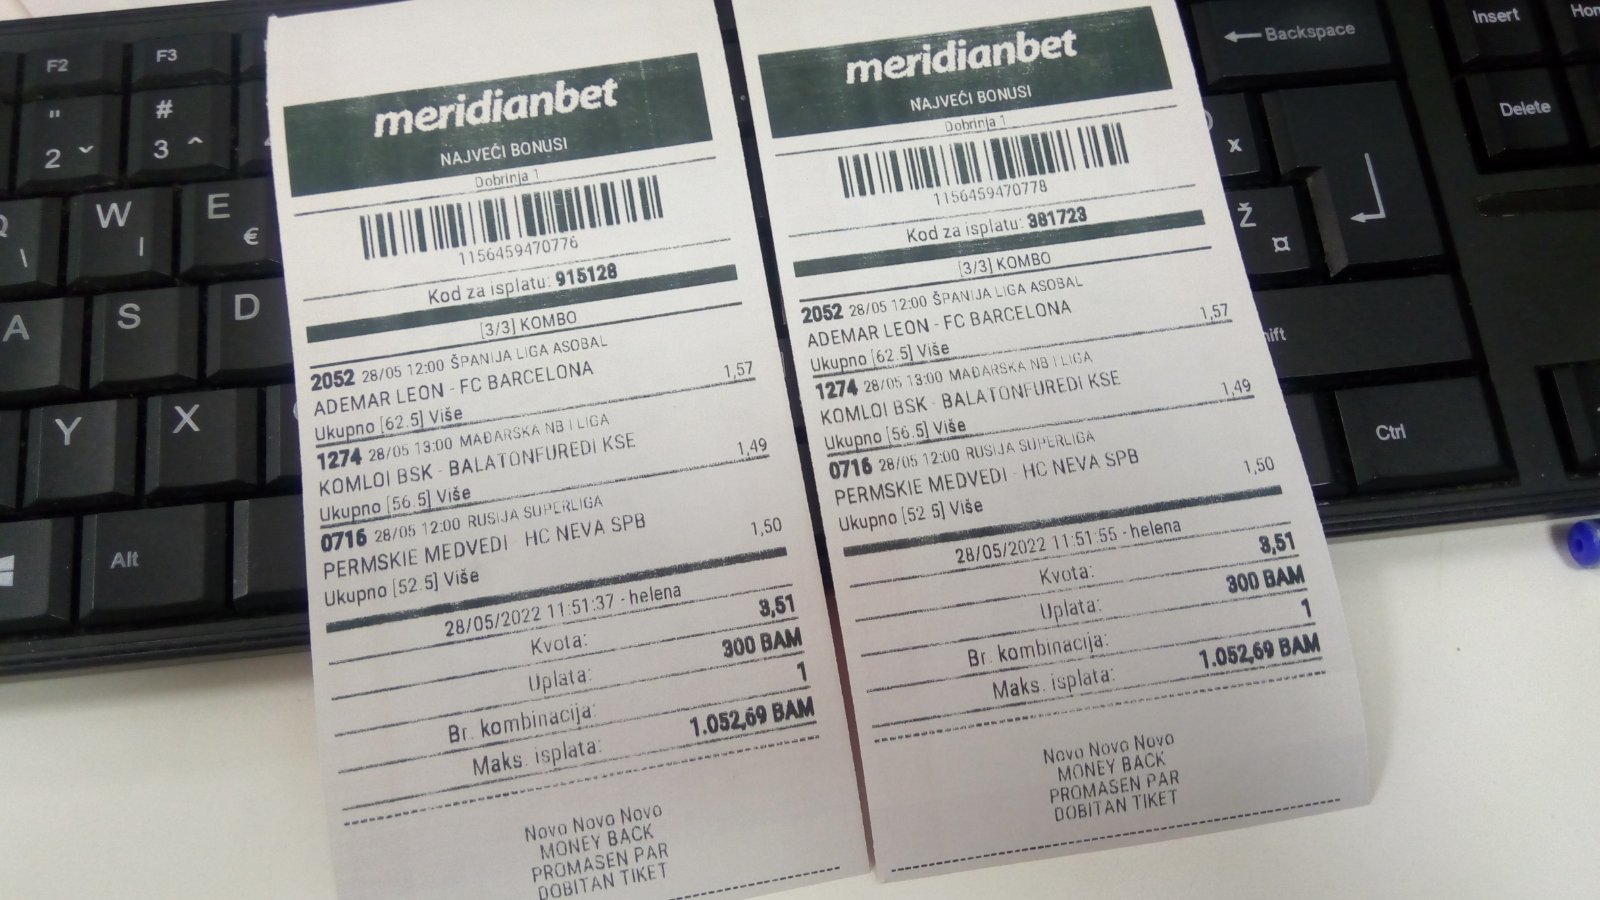 F2
F3
"
2 ˇ
#
3 ^
W
|
E
€
A
S
D
Y
X
Alt
meridianbet
NAJVEĆI BONUSI
Dobrinja 1
1156459470776
Kod za isplatu: 915128
[3/3] KOMBO
2052 28/05 12:00 ŠPANIJA LIGA ASOBAL
ADEMAR LEON - FC BARCELONA 1,57
Ukupno [62.5] Više
1274 28/05 13:00 MAĐARSKA NB I LIGA
KOMLOI BSK - BALATONFUREDI KSE 1,49
Ukupno [56.5] Više
0716 28/05 12:00 RUSIJA SUPERLIGA
PERMSKIE MEDVEDI - HC NEVA SPB 1,50
Ukupno [52.5] Više
28/05/2022 11:51:37 - helena
Kvota: 3,51
Uplata: 300 BAM
Br. kombinacija: 1
Maks. isplata: 1.052,69 BAM
Novo Novo Novo
MONEY BACK
PROMASEN PAR
DOBITAN TIKET
meridianbet
NAJVEĆI BONUSI
Dobrinja 1
1156459470778
Kod za isplatu: 381723
[3/3] KOMBO
2052 28/05 12:00 ŠPANIJA LIGA ASOBAL
ADEMAR LEON - FC BARCELONA 1,57
Ukupno [62.5] Više
1274 28/05 13:00 MAĐARSKA NB I LIGA
KOMLOI BSK - BALATONFUREDI KSE 1,49
Ukupno [56.5] Više
0716 28/05 12:00 RUSIJA SUPERLIGA
PERMSKIE MEDVEDI - HC NEVA SPB 1,50
Ukupno [52.5] Više
28/05/2022 11:51:55 - helena
Kvota: 3,51
Uplata: 300 BAM
Br. kombinacija: 1
Maks. isplata: 1.052,69 BAM
Novo Novo Novo
MONEY BACK
PROMASEN PAR
DOBITAN TIKET
Backspace
Insert
Delete
x
Ž
¤
Ctrl